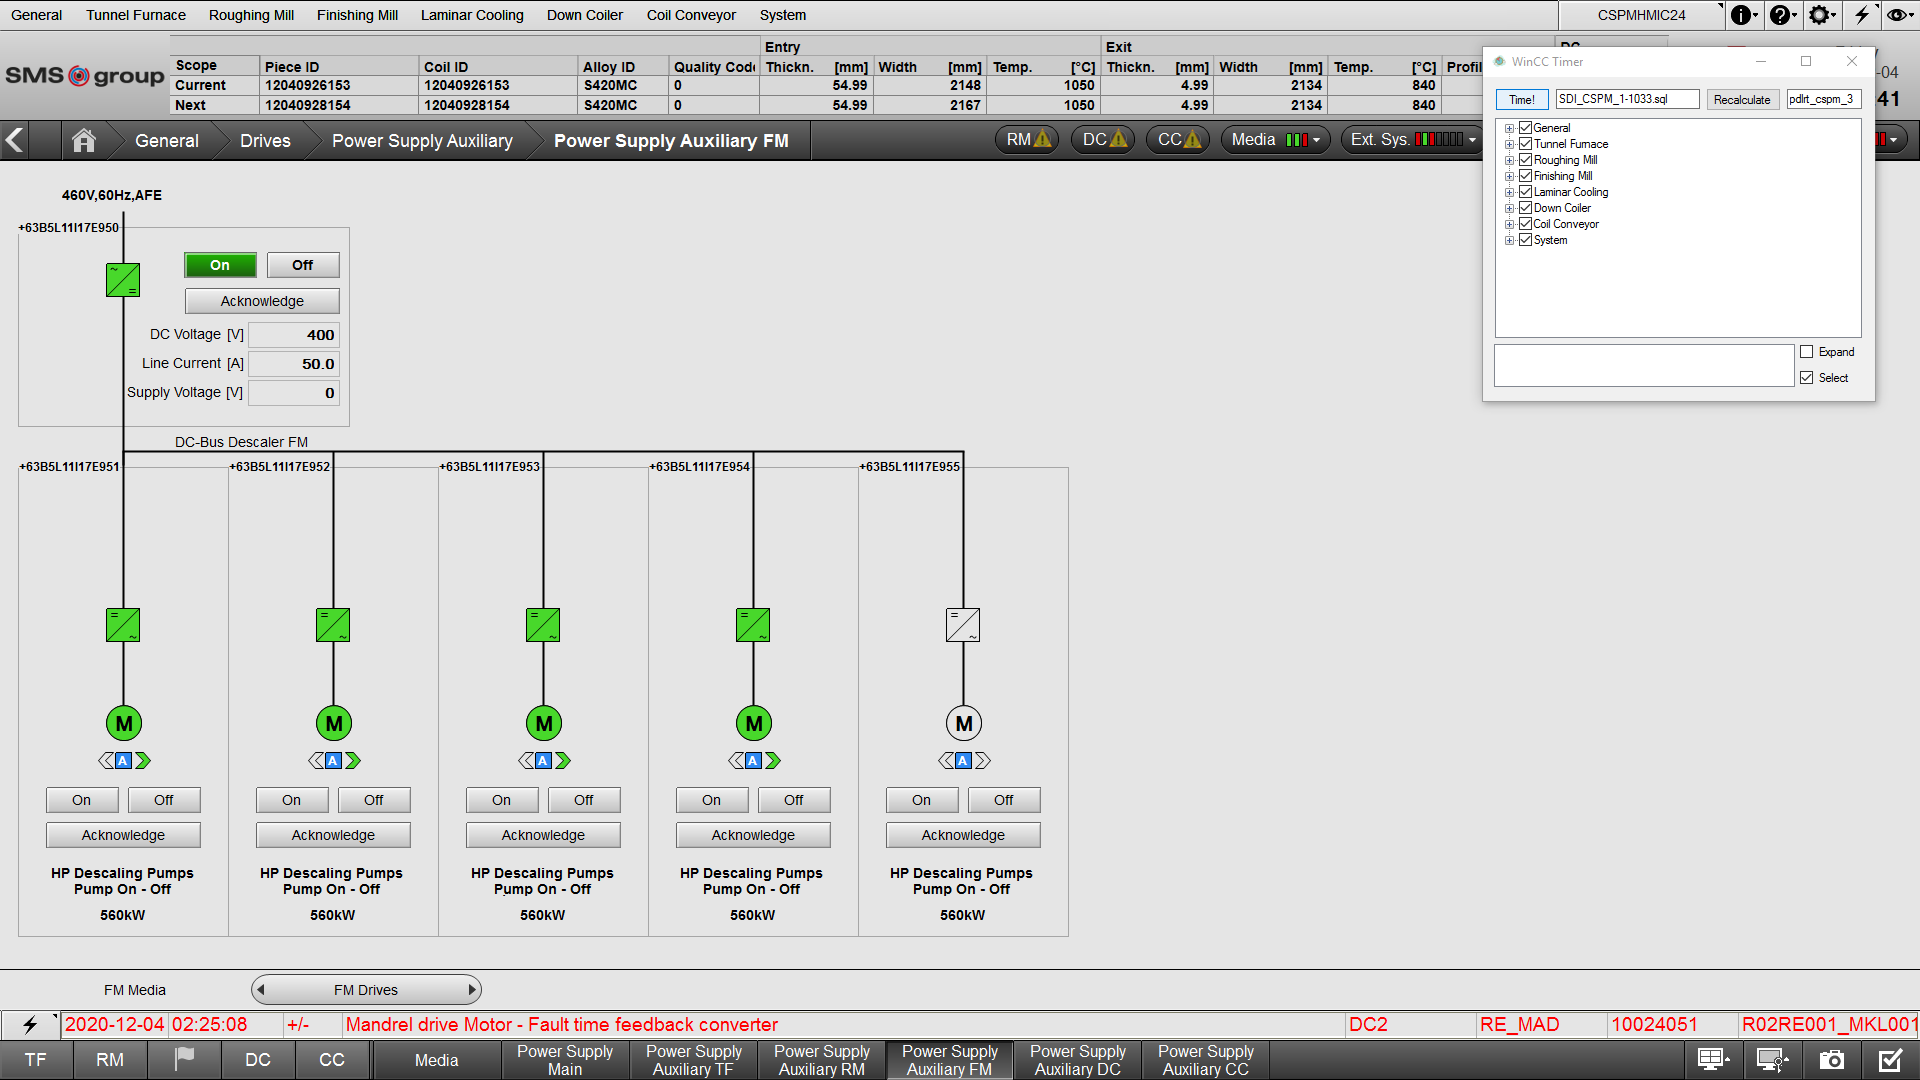 General Tunnel Furnace Roughing Mill Finishing Mill Laminar Cooling Down Coiler Coil Conveyor System CSPMHMIC24
SMS group
Entry Exit
Scope Piece ID Coil ID Alloy ID Quality Code Thickn. [mm] Width [mm] Temp. [°C] Thickn. [mm] Width [mm] Temp. [°C] Profil
Current 12040926153 12040926153 S420MC 0 54.99 2148 1050 4.99 2134 840
Next 12040928154 12040928154 S420MC 0 54.99 2167 1050 4.99 2134 840
-04
41
General Drives Power Supply Auxiliary Power Supply Auxiliary FM RM DC CC Media Ext. Sys.
WinCC Timer
Time! SDI_CSPM_1-1033.sql Recalculate pdlrt_cspm_3
General
Tunnel Furnace
Roughing Mill
Finishing Mill
Laminar Cooling
Down Coiler
Coil Conveyor
System
Expand
Select
460V,60Hz,AFE
+63B5L11I17E950
On Off
Acknowledge
DC Voltage [V] 400
Line Current [A] 50.0
Supply Voltage [V] 0
DC-Bus Descaler FM
+63B5L11I17E951 +63B5L11I17E952 +63B5L11I17E953 +63B5L11I17E954 +63B5L11I17E955
M M M M M
A A A A A
On Off On Off On Off On Off On Off
Acknowledge Acknowledge Acknowledge Acknowledge Acknowledge
HP Descaling Pumps HP Descaling Pumps HP Descaling Pumps HP Descaling Pumps HP Descaling Pumps
Pump On - Off Pump On - Off Pump On - Off Pump On - Off Pump On - Off
560kW 560kW 560kW 560kW 560kW
FM Media FM Drives
2020-12-04 02:25:08 +/- Mandrel drive Motor - Fault time feedback converter DC2 RE_MAD 10024051 R02RE001_MKL001
TF RM DC CC Media Power Supply Main Power Supply Auxiliary TF Power Supply Auxiliary RM Power Supply Auxiliary FM Power Supply Auxiliary DC Power Supply Auxiliary CC